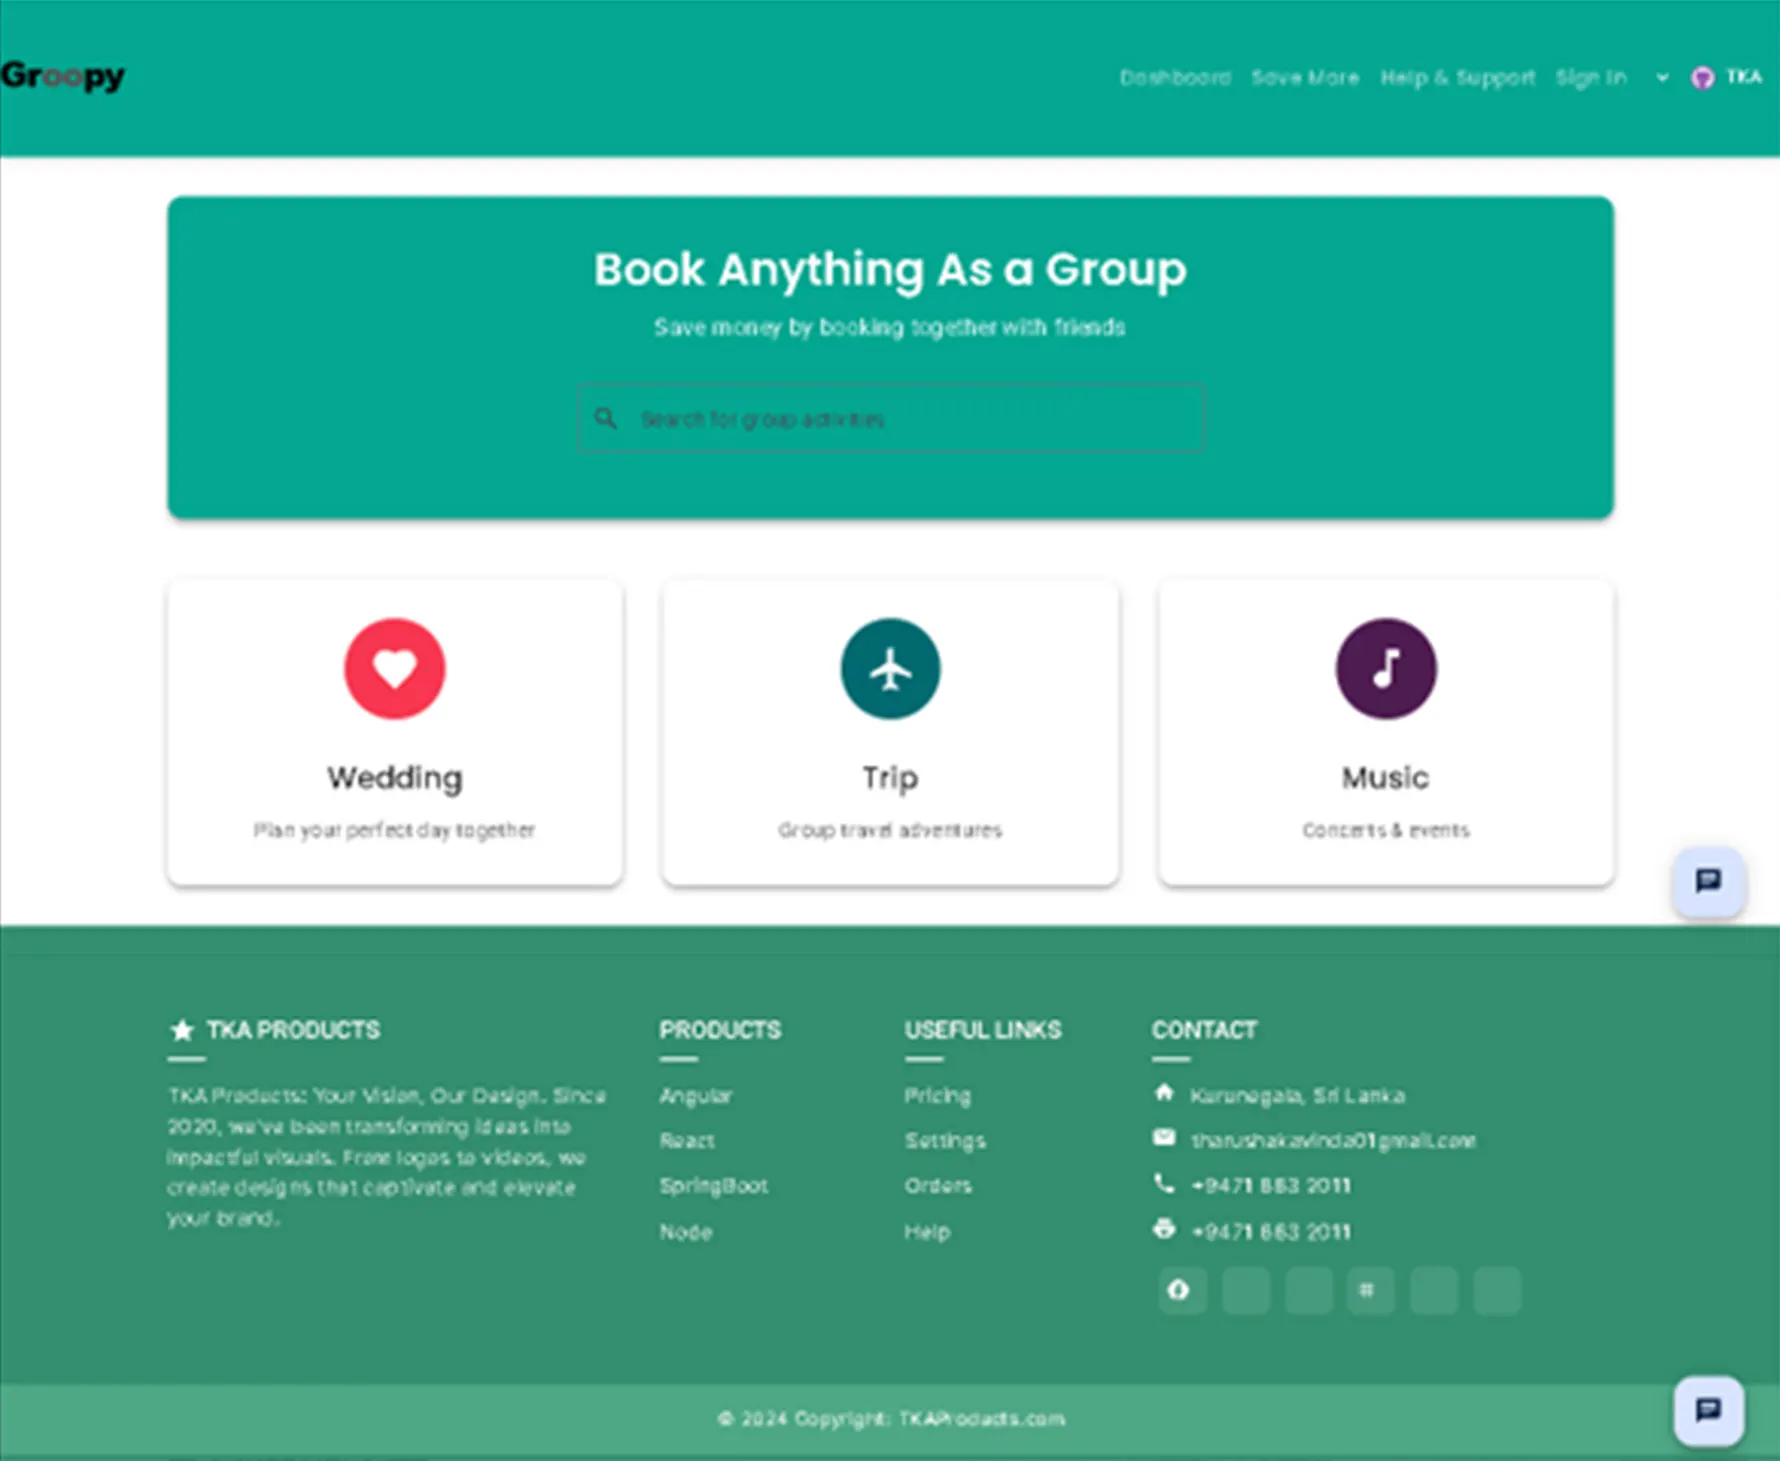 Groopy
Dashboard Save More Help & Support Sign In TKA
Book Anything As a Group
Save money by booking together with friends
Search for group activities
Wedding
Plan your perfect day together
Trip
Group travel adventures
Music
Concerts & events
TKA PRODUCTS
TKA Products: Your Vision, Our Design. Since
2020, we've been transforming ideas into
impactful visuals. From logos to videos, we
create designs that captivate and elevate
your brand.
PRODUCTS
Angular
React
SpringBoot
Node
USEFUL LINKS
Pricing
Settings
Orders
Help
CONTACT
Kurunegala, Sri Lanka
tharushakavinda01gmail.com
+9471 2011
+9471 2011
© 2024 Copyright: TKAProducts.com